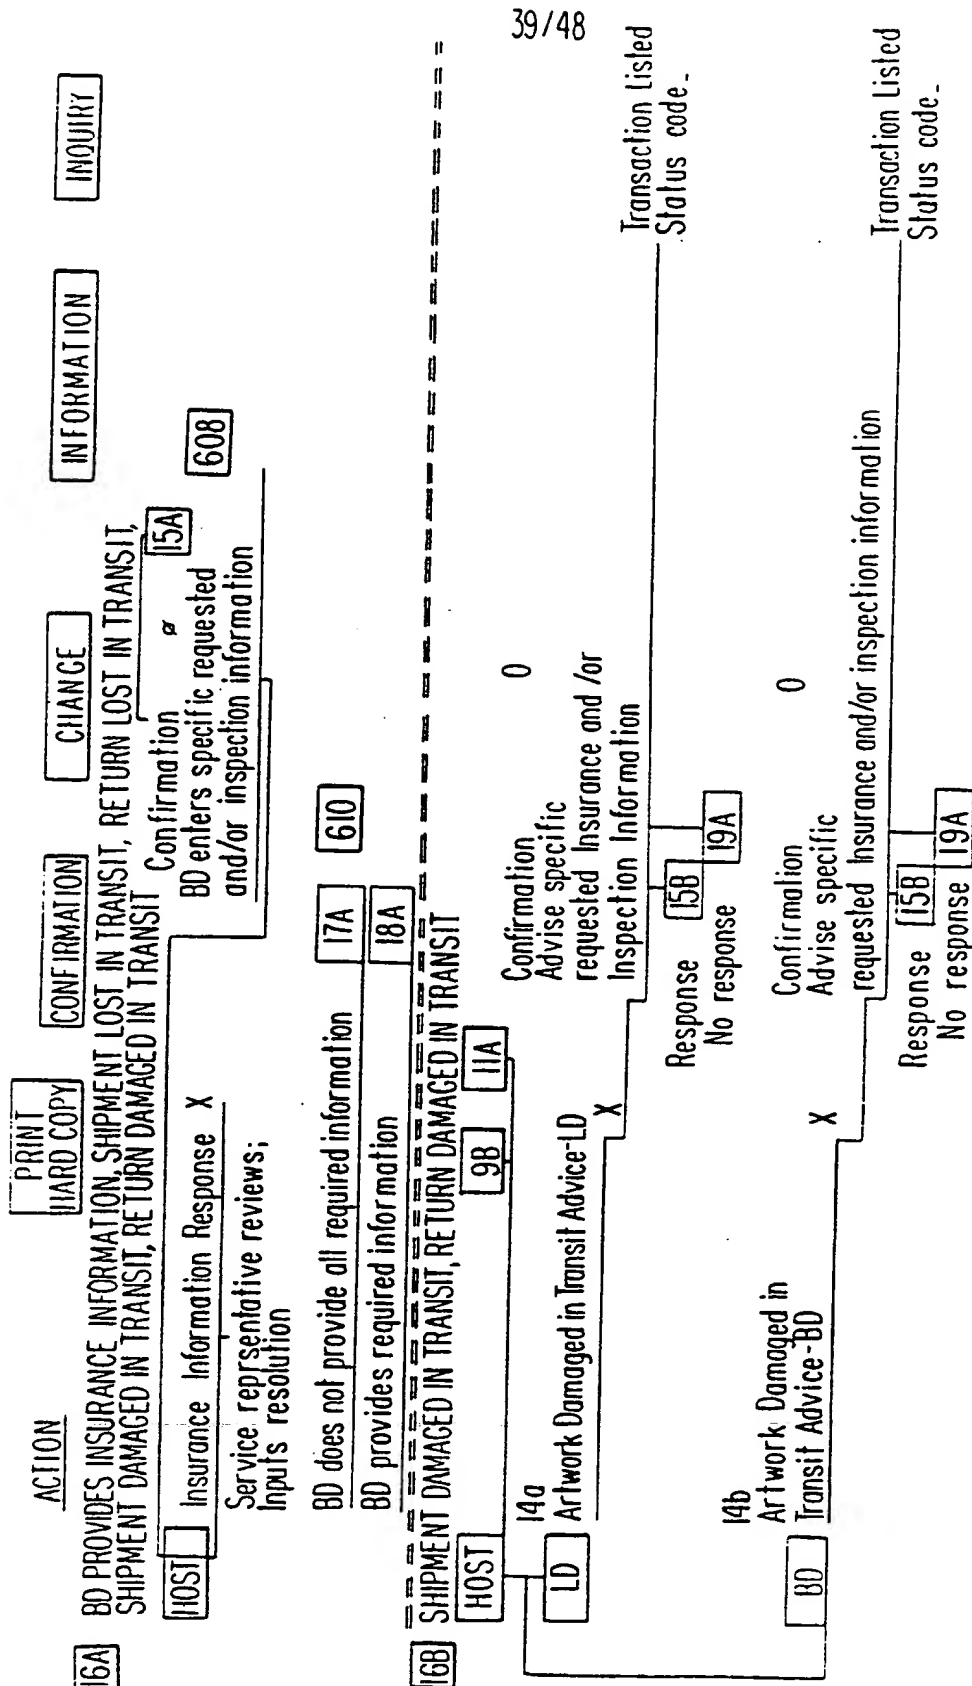 39/48
ACTION
PRINT
HARD COPY
CONFIRMATION
CHANGE
INFORMATION
INQUIRY
16A
BD PROVIDES INSURANCE INFORMATION, SHIPMENT LOST IN TRANSIT, RETURN LOST IN TRANSIT,
SHIPMENT DAMAGED IN TRANSIT, RETURN DAMAGED IN TRANSIT
HOST
Insurance Information Response X
Confirmation ø
15A
BD enters specific requested
and/or inspection information
608
Service reprsentative reviews;
Inputs resolution
BD does not provide all required information
17A
610
BD provides required information
18A
16B
SHIPMENT DAMAGED IN TRANSIT, RETURN DAMAGED IN TRANSIT
HOST
9B
11A
14a
LD
Artwork Damaged in Transit Advice-LD
X
Confirmation O
Advise specific
requested Insurance and /or
Inspection Information
Transaction Listed
Status code_
Response 15B
No response 19A
14b
BD
Artwork Damaged in
Transit Advice-BD
X
Confirmation O
Advise specific
requested Insurance and/or inspection information
Transaction Listed
Status code_
Response 15B
No response 19A